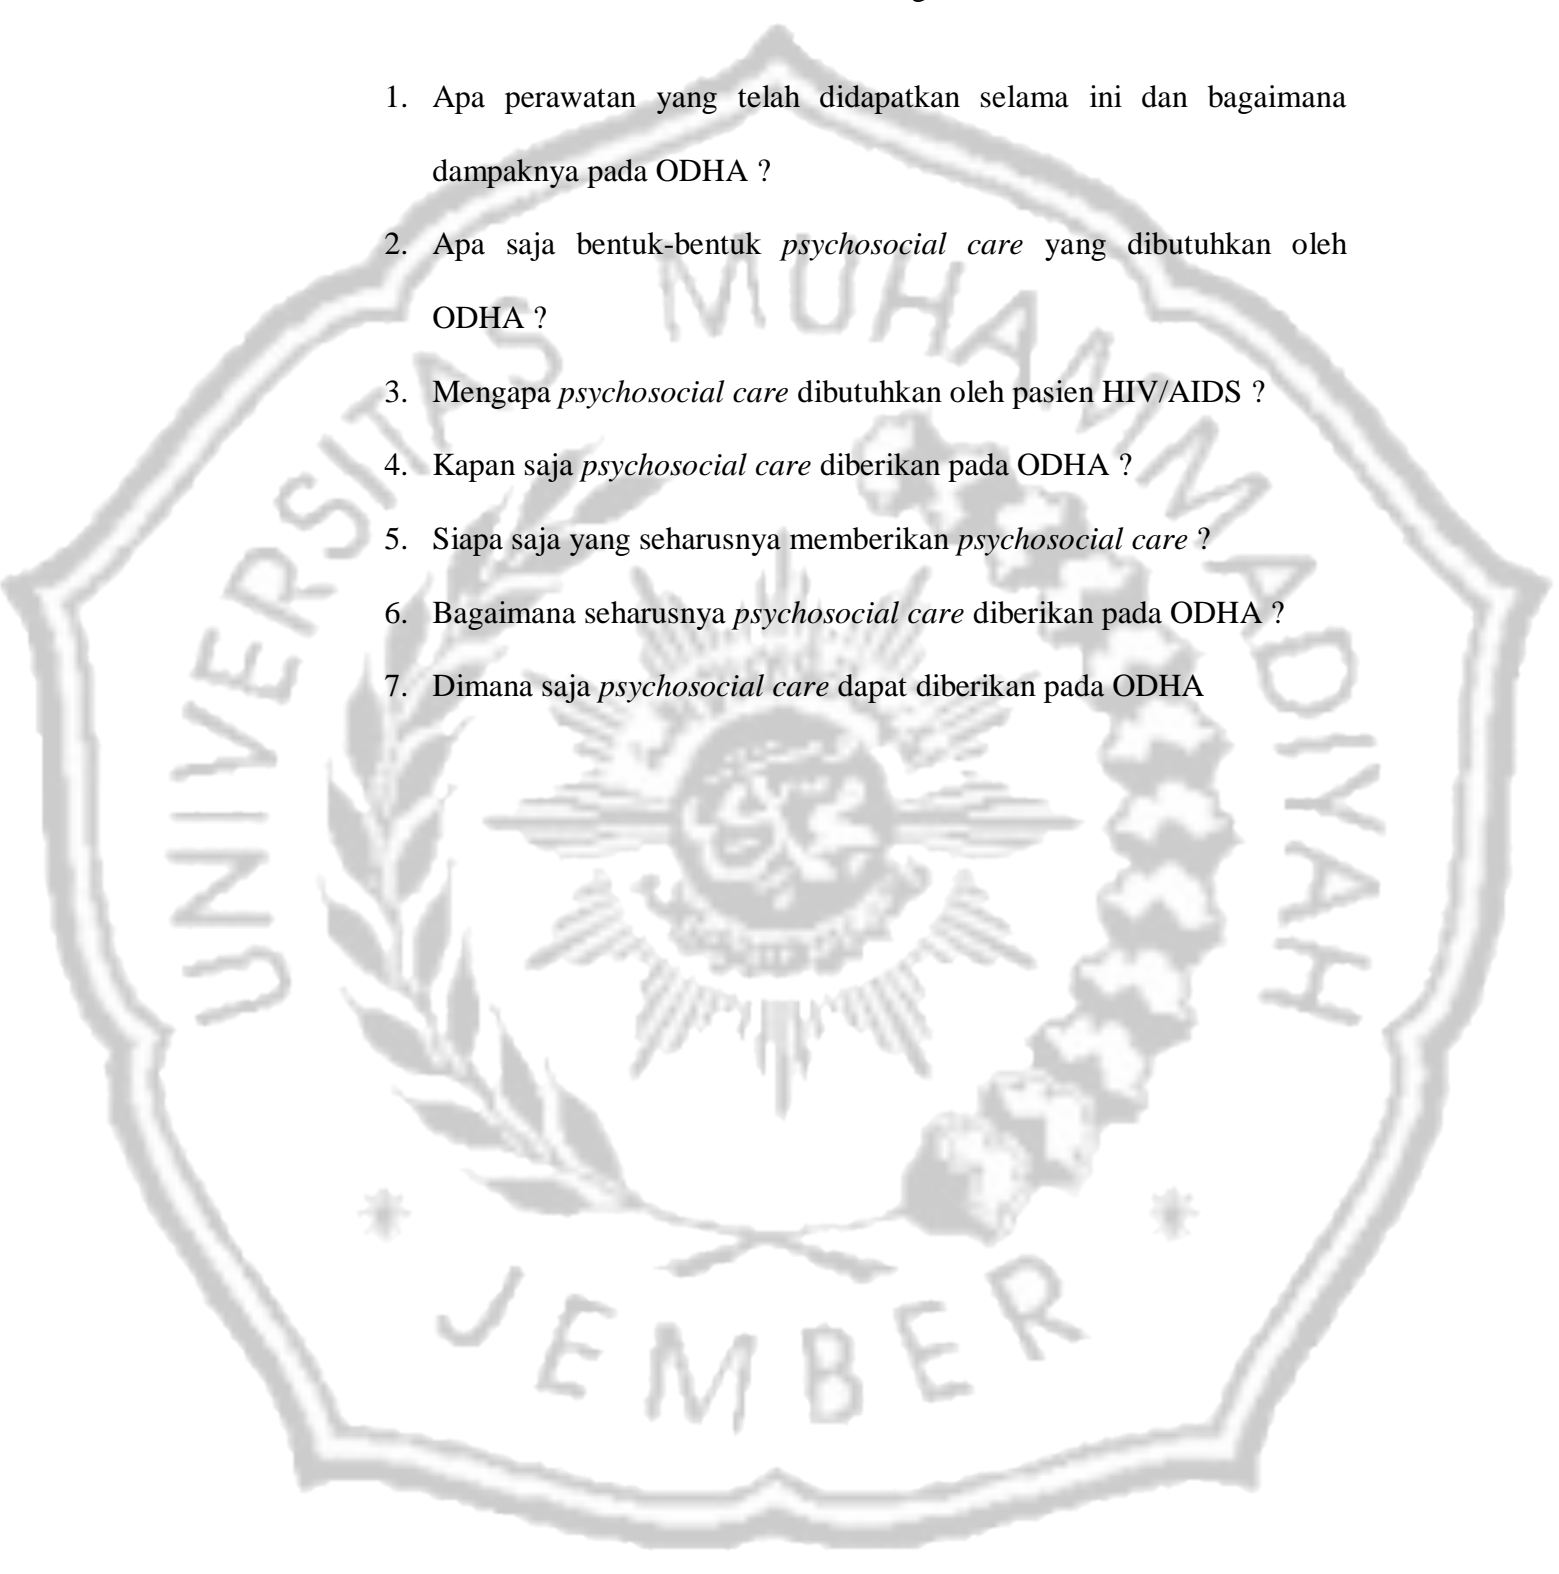 1. Apa perawatan yang telah didapatkan selama ini dan bagaimana
dampaknya pada ODHA ?
2. Apa saja bentuk-bentuk psychosocial care yang dibutuhkan oleh
ODHA ?
3. Mengapa psychosocial care dibutuhkan oleh pasien HIV/AIDS ?
4. Kapan saja psychosocial care diberikan pada ODHA ?
5. Siapa saja yang seharusnya memberikan psychosocial care ?
6. Bagaimana seharusnya psychosocial care diberikan pada ODHA ?
7. Dimana saja psychosocial care dapat diberikan pada ODHA
UNIVERSITAS MUHAMMADIYAH
JEMBER